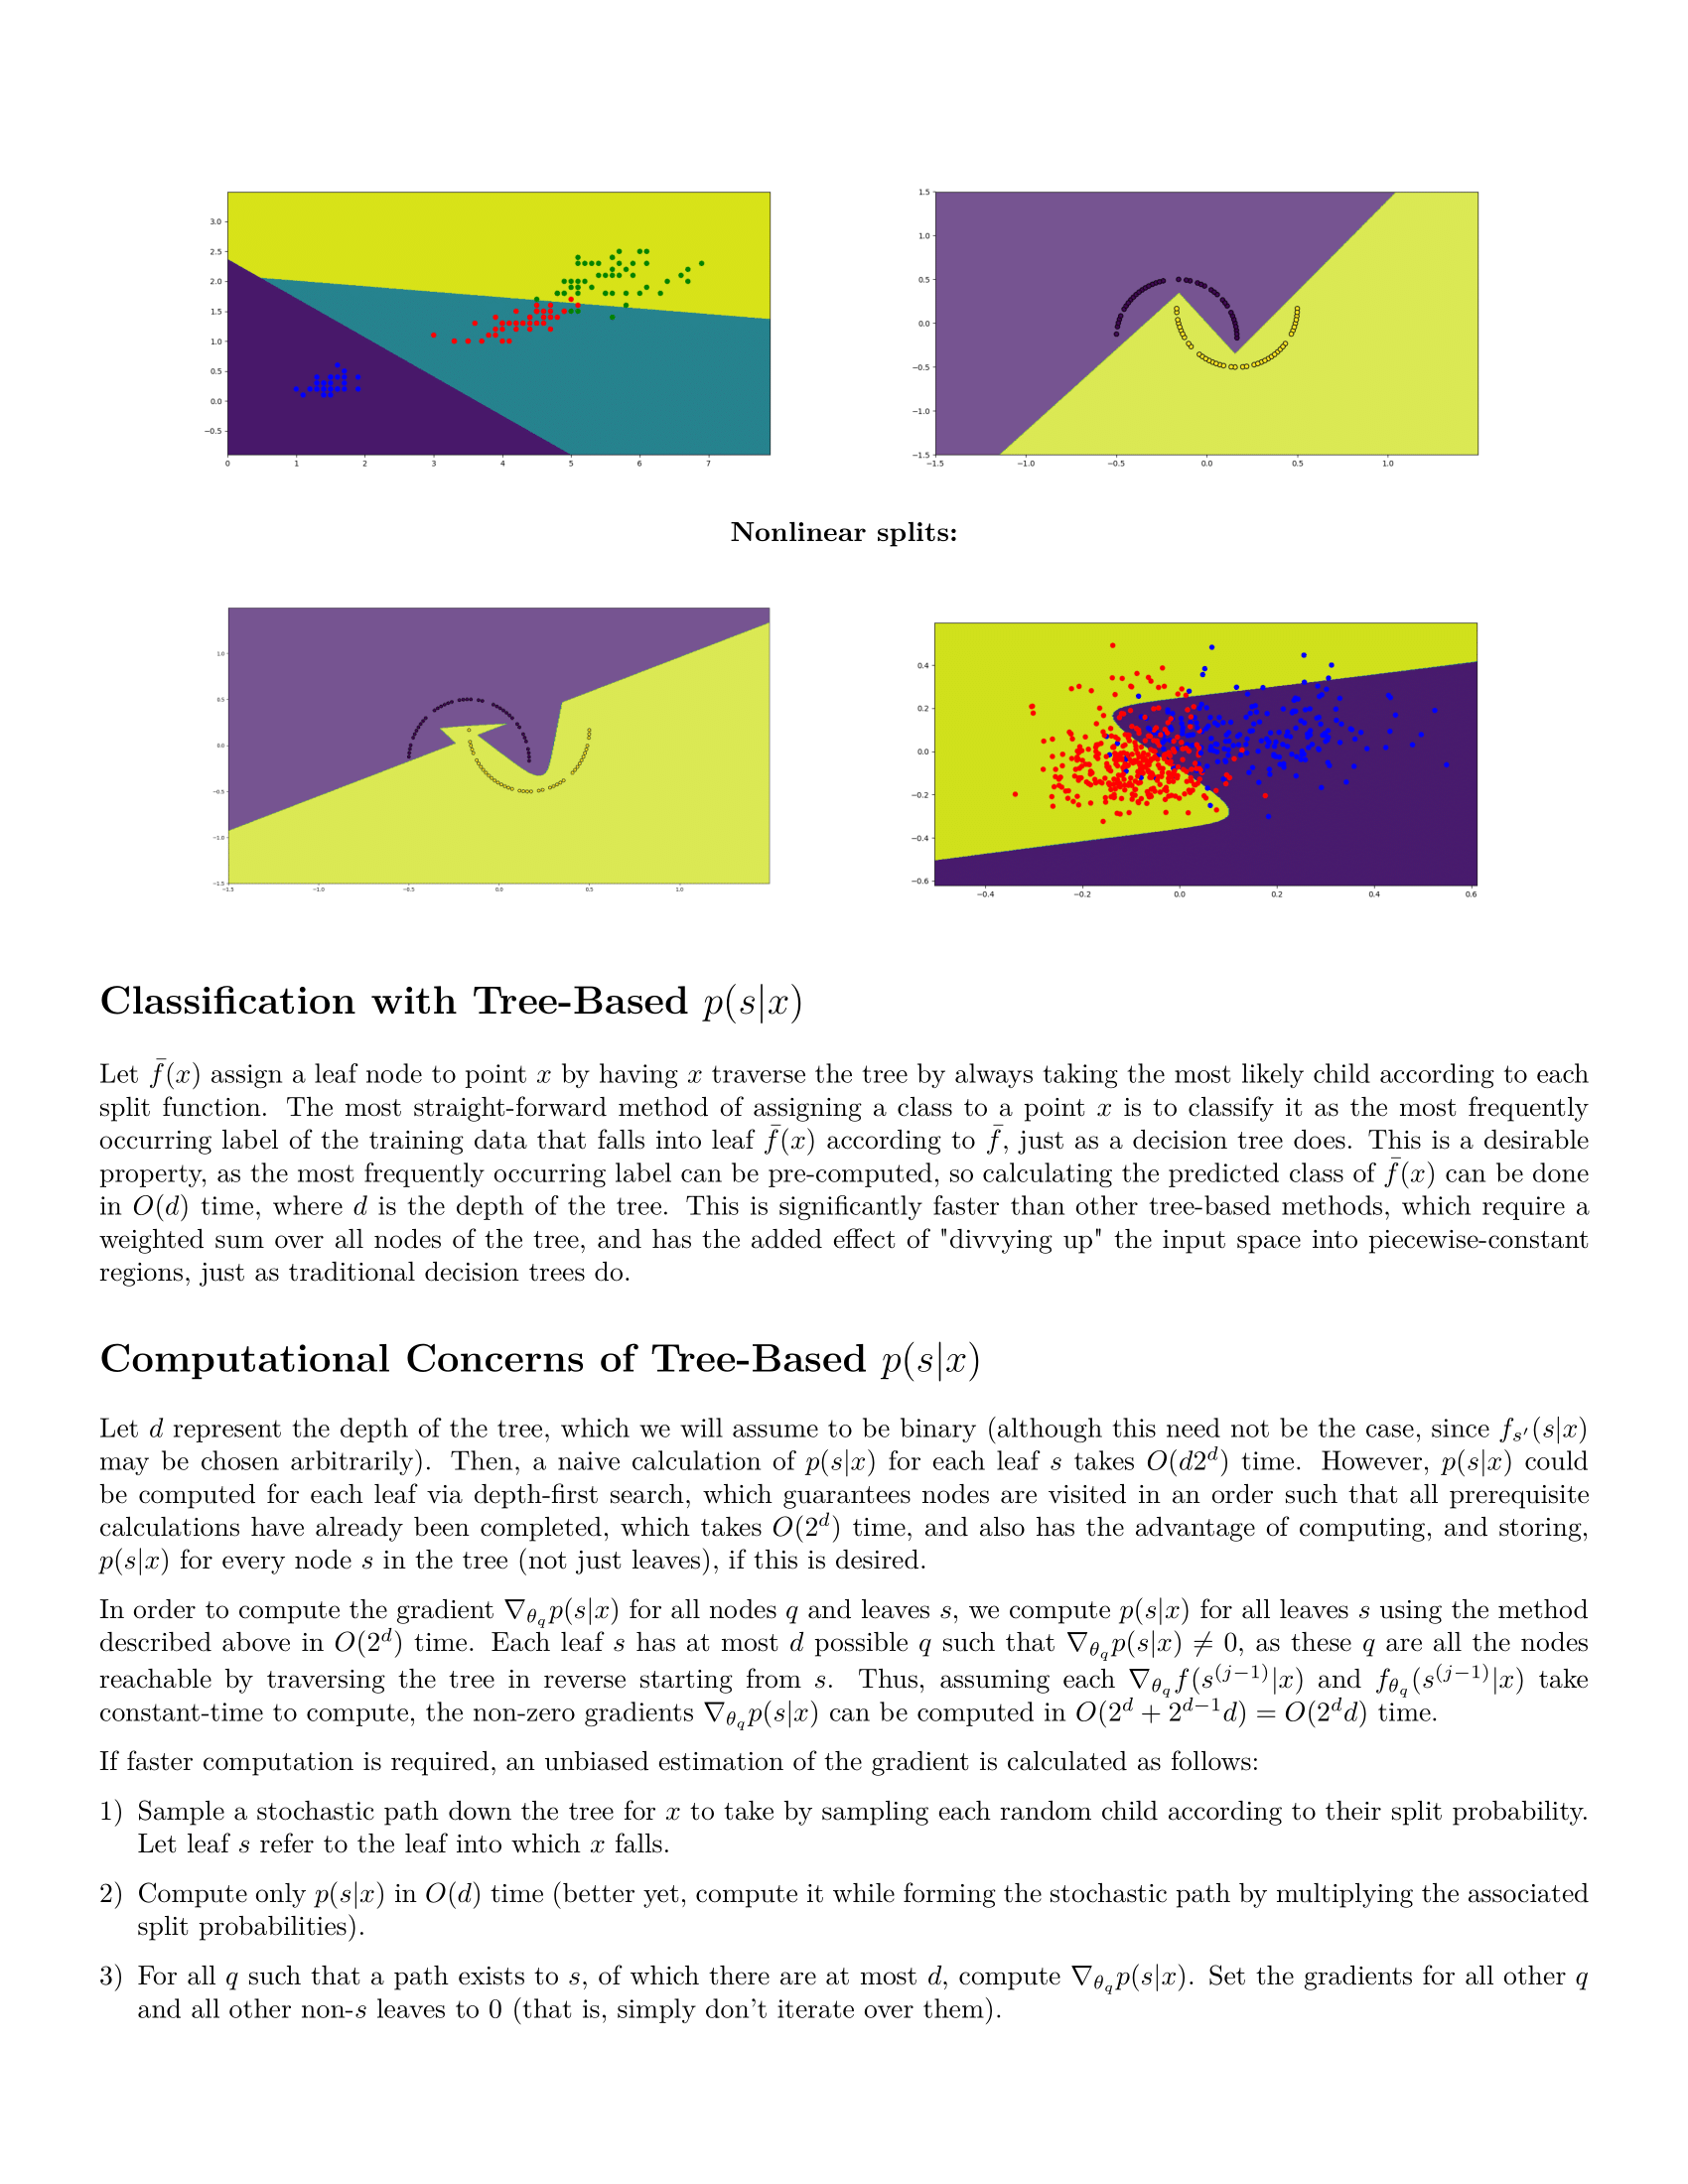 3.0
2.5
2.0
1.5
1.0
0.5
0.0
−0.5
0 1 2 3 4 5 6 7
1.5
1.0
0.5
0.0
−0.5
−1.0
−1.5
−1.5 −1.0 −0.5 0.0 0.5 1.0
Nonlinear splits:
1.0
0.5
0.0
−0.5
−1.0
−1.5
−1.5 −1.0 −0.5 0.0 0.5 1.0
0.4
0.2
0.0
−0.2
−0.4
−0.6
−0.4 −0.2 0.0 0.2 0.4 0.6
Classification with Tree-Based p(s|x)
Let f̄(x) assign a leaf node to point x by having x traverse the tree by always taking the most likely child according to each
split function. The most straight-forward method of assigning a class to a point x is to classify it as the most frequently
occurring label of the training data that falls into leaf f̄(x) according to f̄, just as a decision tree does. This is a desirable
property, as the most frequently occurring label can be pre-computed, so calculating the predicted class of f̄(x) can be done
in O(d) time, where d is the depth of the tree. This is significantly faster than other tree-based methods, which require a
weighted sum over all nodes of the tree, and has the added effect of "divvying up" the input space into piecewise-constant
regions, just as traditional decision trees do.
Computational Concerns of Tree-Based p(s|x)
Let d represent the depth of the tree, which we will assume to be binary (although this need not be the case, since f_{s′}(s|x)
may be chosen arbitrarily). Then, a naive calculation of p(s|x) for each leaf s takes O(d2^d) time. However, p(s|x) could
be computed for each leaf via depth-first search, which guarantees nodes are visited in an order such that all prerequisite
calculations have already been completed, which takes O(2^d) time, and also has the advantage of computing, and storing,
p(s|x) for every node s in the tree (not just leaves), if this is desired.
In order to compute the gradient ∇_{θ_q} p(s|x) for all nodes q and leaves s, we compute p(s|x) for all leaves s using the method
described above in O(2^d) time. Each leaf s has at most d possible q such that ∇_{θ_q} p(s|x) ≠ 0, as these q are all the nodes
reachable by traversing the tree in reverse starting from s. Thus, assuming each ∇_{θ_q} f(s^{(j−1)}|x) and f_{θ_q}(s^{(j−1)}|x) take
constant-time to compute, the non-zero gradients ∇_{θ_q} p(s|x) can be computed in O(2^d + 2^{d−1}d) = O(2^d d) time.
If faster computation is required, an unbiased estimation of the gradient is calculated as follows:
1) Sample a stochastic path down the tree for x to take by sampling each random child according to their split probability.
Let leaf s refer to the leaf into which x falls.
2) Compute only p(s|x) in O(d) time (better yet, compute it while forming the stochastic path by multiplying the associated
split probabilities).
3) For all q such that a path exists to s, of which there are at most d, compute ∇_{θ_q} p(s|x). Set the gradients for all other q
and all other non-s leaves to 0 (that is, simply don't iterate over them).